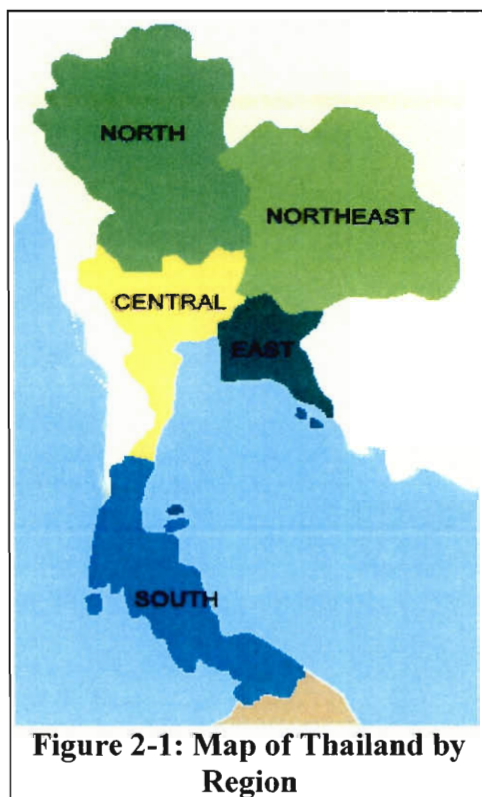 NORTH
NORTHEAST
CENTRAL
EAST
SOUTH
Figure 2-1: Map of Thailand by
Region